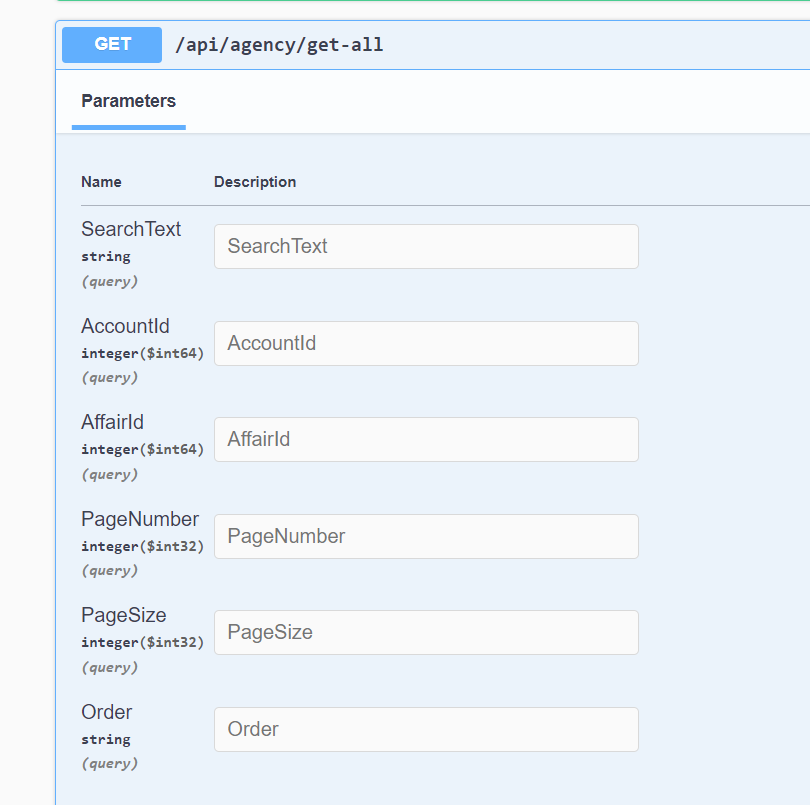 GET /api/agency/get-all
Parameters
Name Description
SearchText
string
(query)
SearchText
AccountId
integer($int64)
(query)
AccountId
AffairId
integer($int64)
(query)
AffairId
PageNumber
integer($int32)
(query)
PageNumber
PageSize
integer($int32)
(query)
PageSize
Order
string
(query)
Order